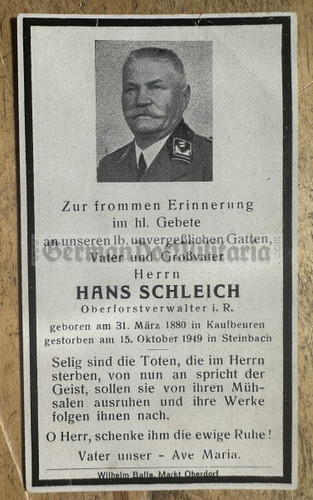 Zur frommen Erinnerung
im hl. Gebete
an unseren lb. unvergeßlichen Gatten,
Vater und Großvater
Herrn
HANS SCHLEICH
Oberforstverwalter i. R.
geboren am 31. März 1880 in Kaufbeuren
gestorben am 15. Oktober 1949 in Steinbach
Selig sind die Toten, die im Herrn
sterben, von nun an spricht der
Geist, sollen sie von ihren Müh-
salen ausruhen und ihre Werke
folgen ihnen nach.
O Herr, schenke ihm die ewige Ruhe!
Vater unser - Ave Maria.
Wilhelm Balle, Markt Oberdorf